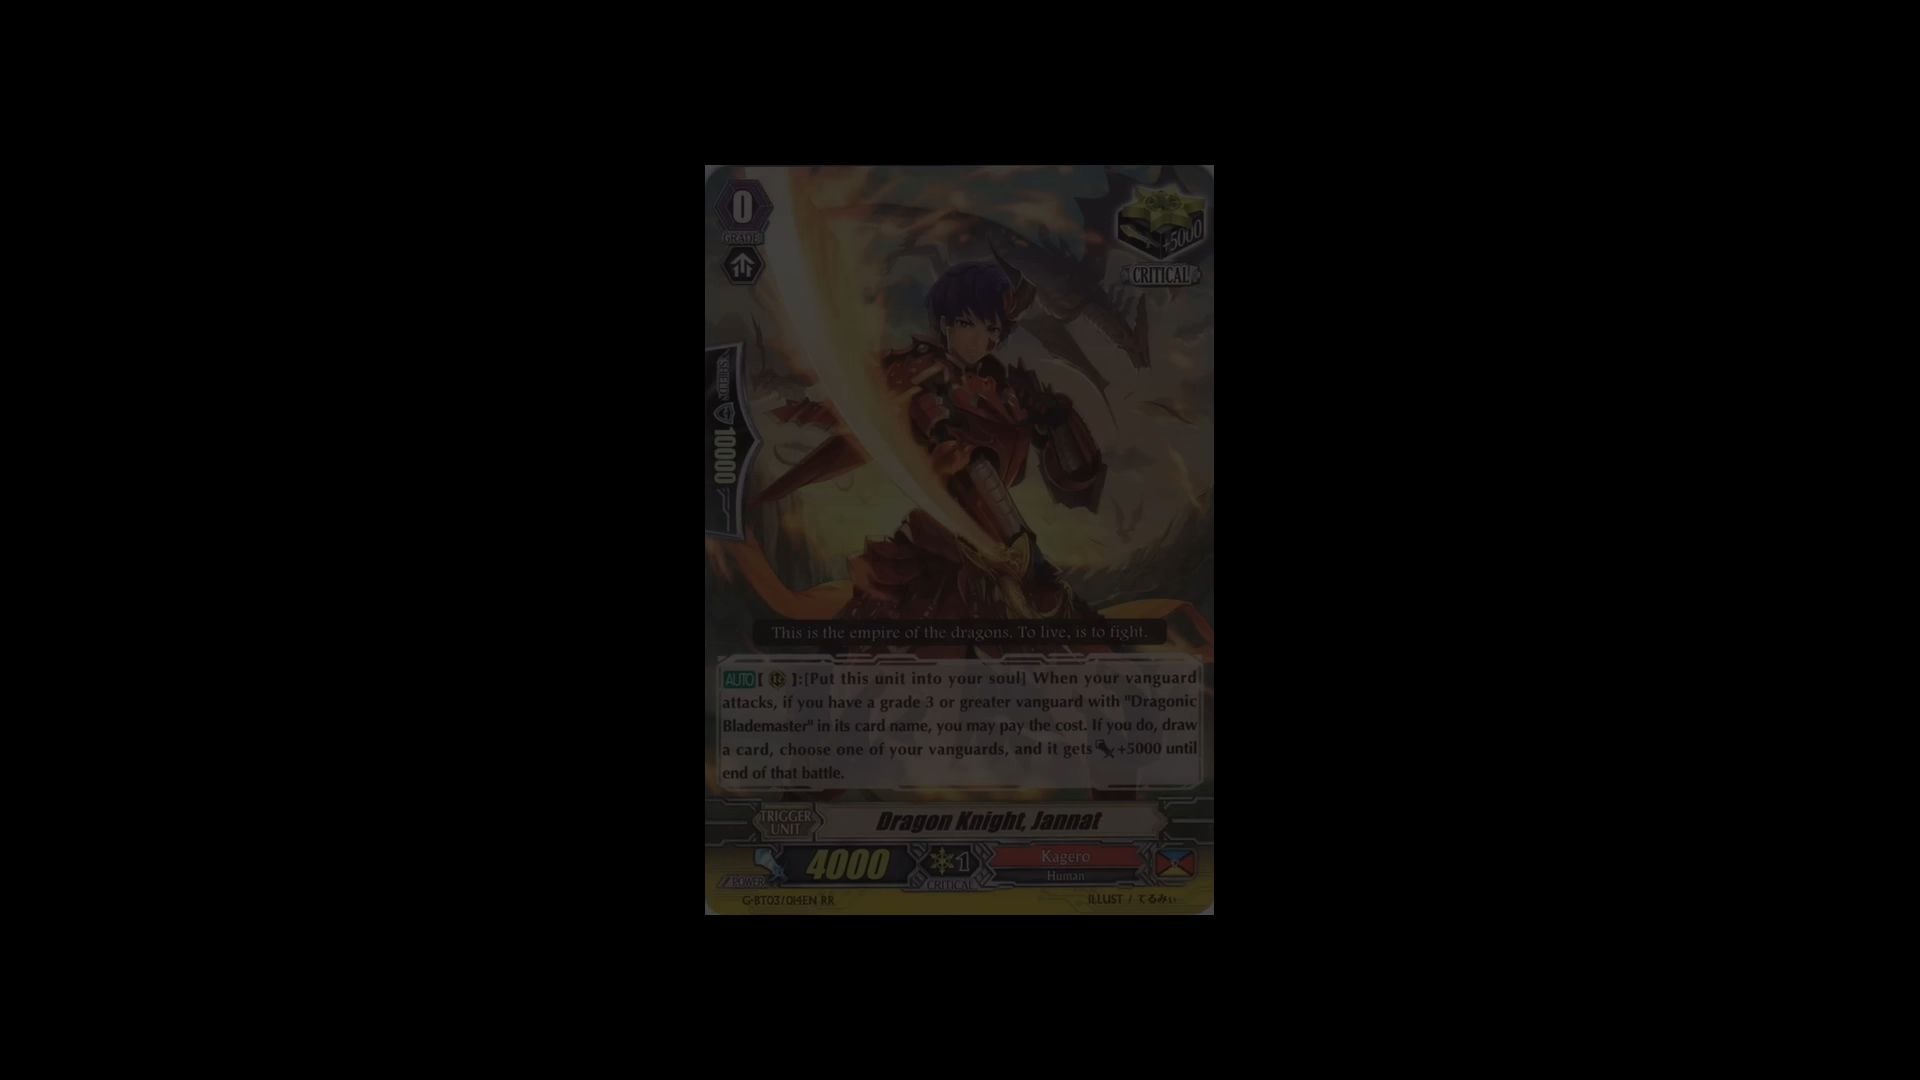 0
GRADE
+5000
CRITICAL
SHIELD
10000
This is the empire of the dragons. To live, is to fight.
AUTO [ ]:[Put this unit into your soul] When your vanguard
attacks, if you have a grade 3 or greater vanguard with "Dragonic
Blademaster" in its card name, you may pay the cost. If you do, draw
a card, choose one of your vanguards, and it gets +5000 until
end of that battle.
TRIGGER
UNIT
Dragon Knight, Jannat
POWER
4000
1
CRITICAL
Kagero
Human
G-BT03/014EN RR
ILLUST / てるみぃ